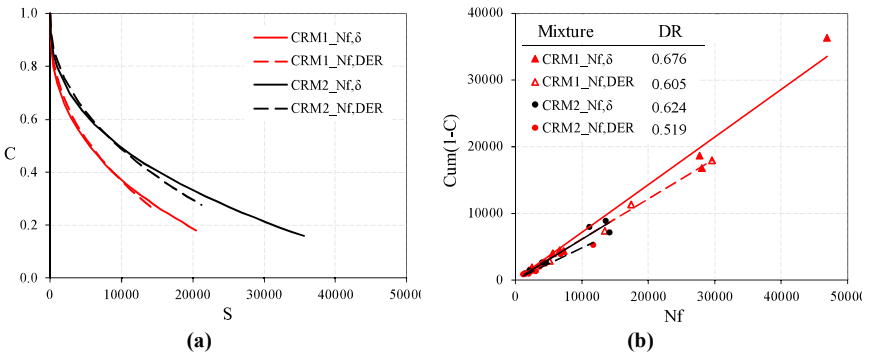 1.0
0.8
0.6
C
0.4
0.2
0.0
CRM1_Nf,δ
CRM1_Nf,DER
CRM2_Nf,δ
CRM2_Nf,DER
0 10000 20000 30000 40000 50000
S
(a)
40000
30000
20000
10000
0
Cum(1-C)
Mixture DR
CRM1_Nf,δ 0.676
CRM1_Nf,DER 0.605
CRM2_Nf,δ 0.624
CRM2_Nf,DER 0.519
0 10000 20000 30000 40000 50000
Nf
(b)